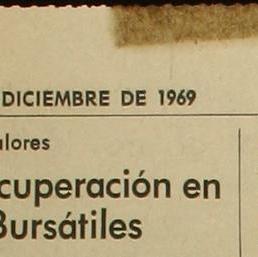 DICIEMBRE DE 1969
alores
cuperación en
Bursátiles